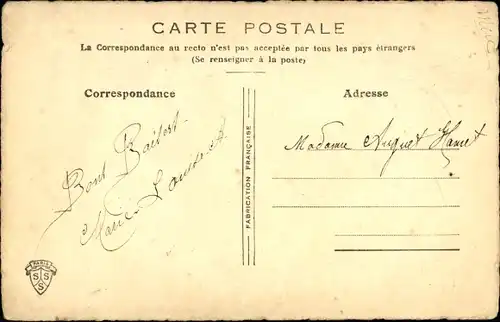 CARTE POSTALE
La Correspondance au recto n'est pas acceptée par tous les pays étrangers
(Se renseigner à la poste)
Correspondance
Adresse
Bons Baisers
Marie Louise
FABRICATION FRANÇAISE
Madame
PARIS
S S
S